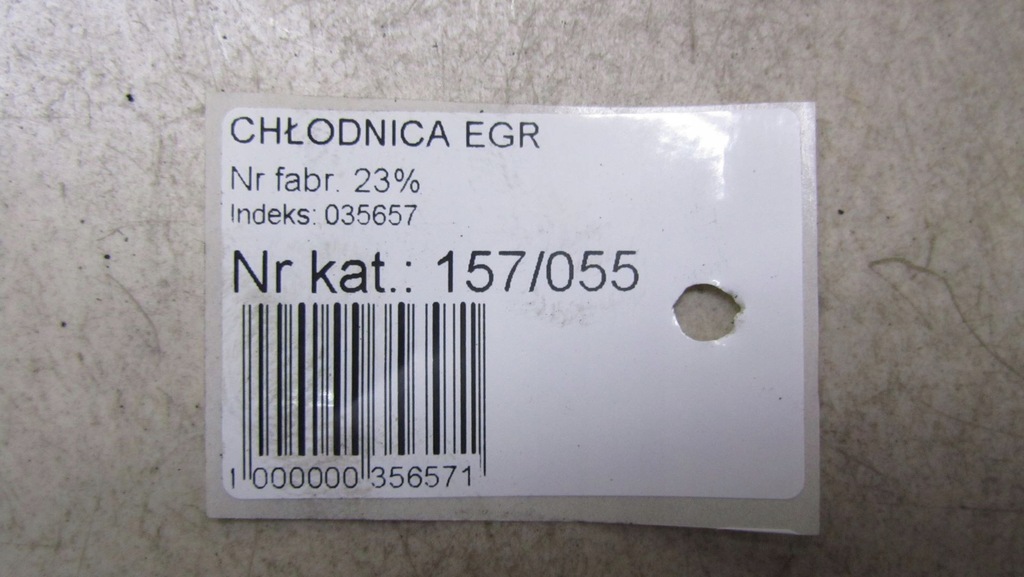 CHŁODNICA EGR
Nr fabr. 23%
Indeks: 035657
Nr kat.: 157/055
1 000000 356571